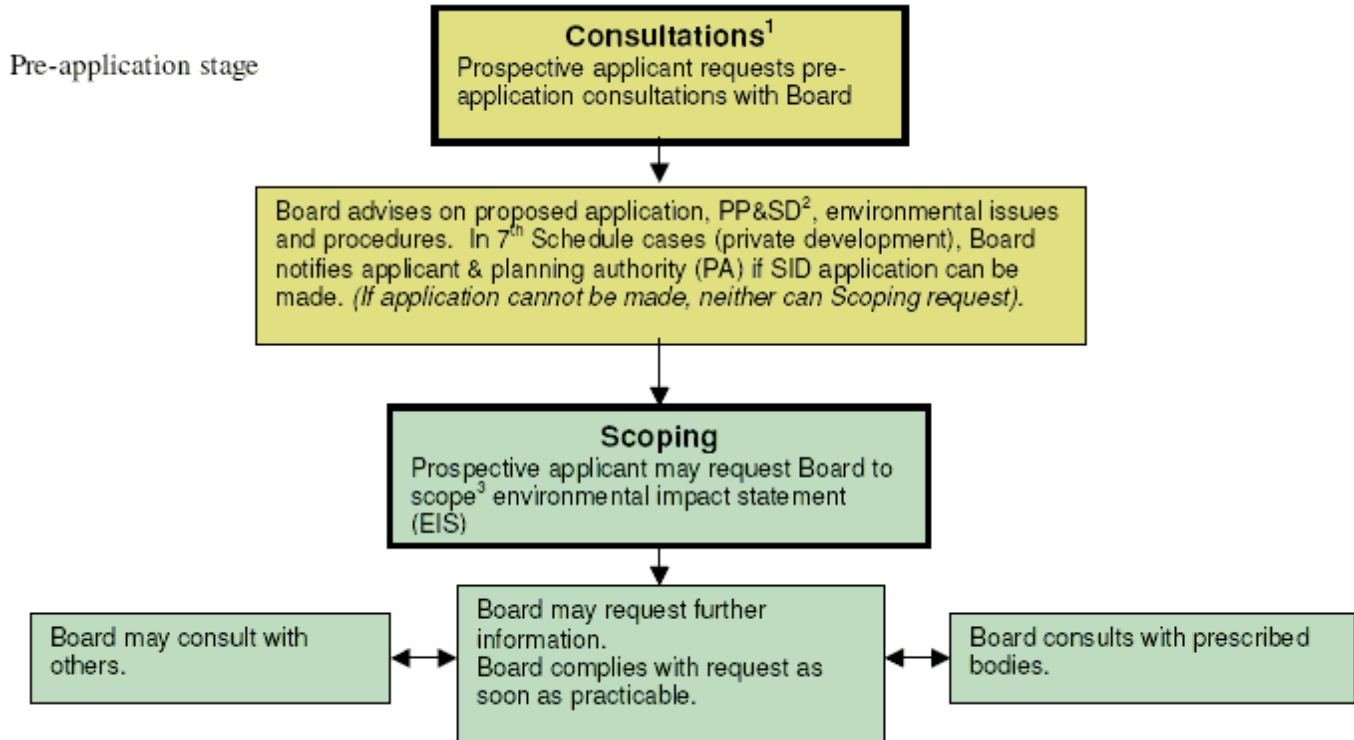 Pre-application stage
Consultations¹
Prospective applicant requests pre-
application consultations with Board
Board advises on proposed application, PP&SD², environmental issues
and procedures.  In 7th Schedule cases (private development), Board
notifies applicant & planning authority (PA) if SID application can be
made. (If application cannot be made, neither can Scoping request).
Scoping
Prospective applicant may request Board to
scope³ environmental impact statement
(EIS)
Board may consult with
others.
Board may request further
information.
Board complies with request as
soon as practicable.
Board consults with prescribed
bodies.